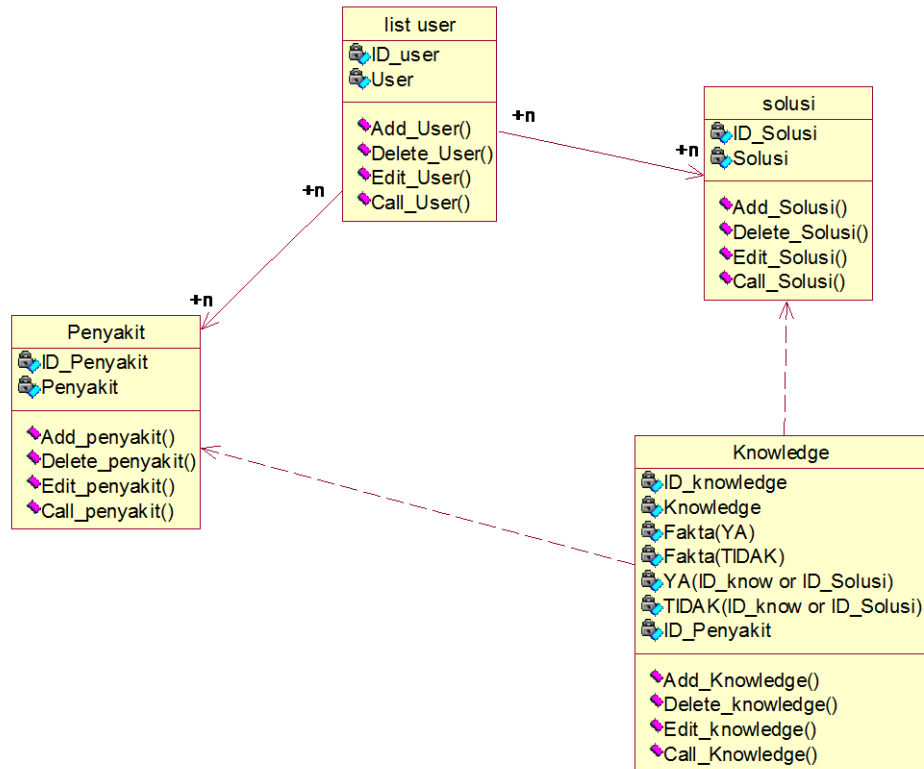 list user
ID_user
User
Add_User()
Delete_User()
Edit_User()
Call_User()
+n
+n
solusi
ID_Solusi
Solusi
Add_Solusi()
Delete_Solusi()
Edit_Solusi()
Call_Solusi()
+n
+n
Penyakit
ID_Penyakit
Penyakit
Add_penyakit()
Delete_penyakit()
Edit_penyakit()
Call_penyakit()
Knowledge
ID_knowledge
Knowledge
Fakta(YA)
Fakta(TIDAK)
YA(ID_know or ID_Solusi)
TIDAK(ID_know or ID_Solusi)
ID_Penyakit
Add_Knowledge()
Delete_knowledge()
Edit_knowledge()
Call_Knowledge()